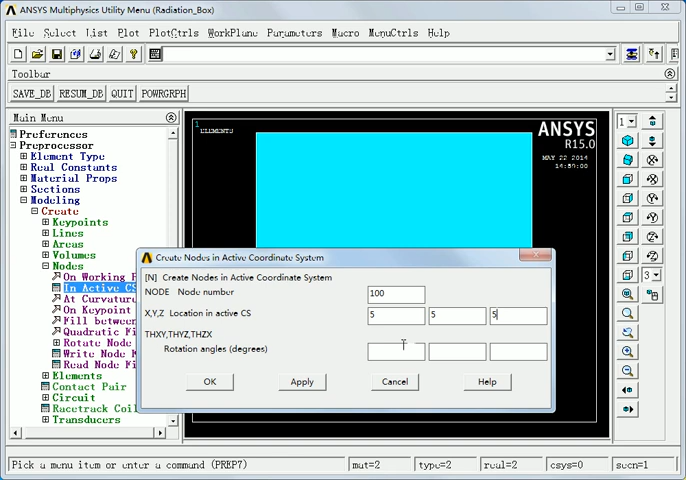 ANSYS Multiphysics Utility Menu (Radiation_Box)
File Select List Plot PlotCtrls WorkPlane Parameters Macro MenuCtrls Help
Toolbar
SAVE_DB RESUM_DB QUIT POWRGRPH
Main Menu
Preferences
Preprocessor
Element Type
Real Constants
Material Props
Sections
Modeling
Create
Keypoints
Lines
Areas
Volumes
Nodes
On Working P
In Active CS
At Curvatur
On Keypoint
Fill between
Quadratic Fi
Rotate Node
Write Node
Read Node Fi
Elements
Contact Pair
Circuit
Racetrack Coi
Transducers
1
ELEMENTS
ANSYS
R15.0
MAY 22 2014
14:59:00
1
3
Create Nodes in Active Coordinate System
[N] Create Nodes in Active Coordinate System
NODE Node number 100
X,Y,Z Location in active CS 5 5 5
THXY,THYZ,THZX
Rotation angles (degrees)
OK Apply Cancel Help
Pick a menu item or enter a command (PREP7) mat=2 type=2 real=2 csys=0 secn=1